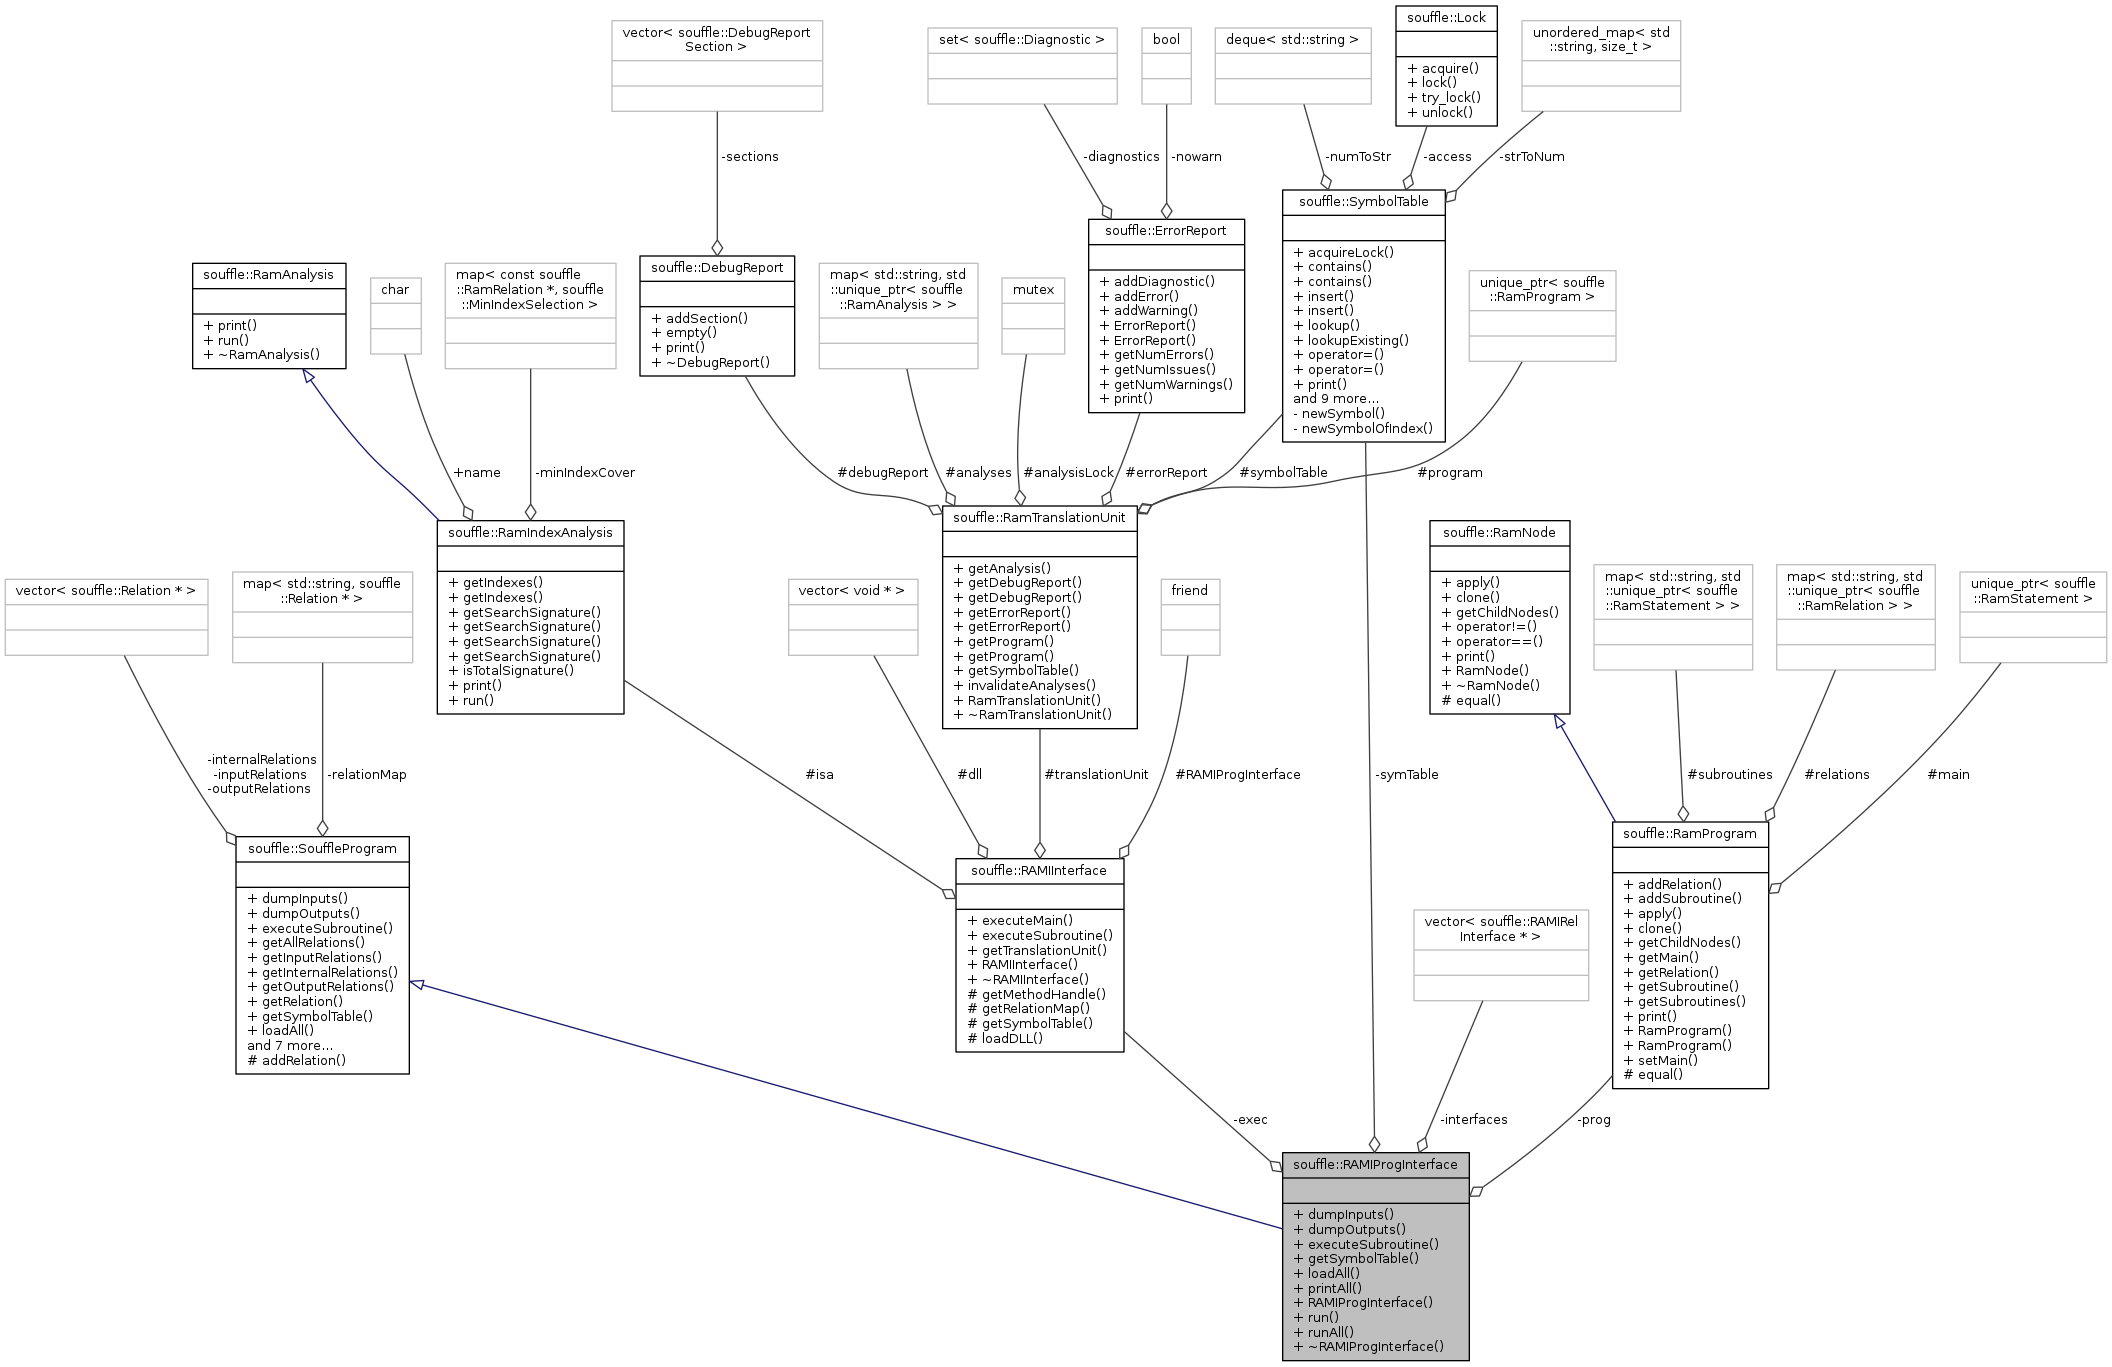 vector< souffle::DebugReport
Section >
set< souffle::Diagnostic >
bool
deque< std::string >
souffle::Lock
+ acquire()
+ lock()
+ try_lock()
+ unlock()
unordered_map< std
::string, size_t >
-sections
-diagnostics
-nowarn
-numToStr
-access
-strToNum
souffle::RamAnalysis
+ print()
+ run()
+ ~RamAnalysis()
char
map< const souffle
::RamRelation *, souffle
::MinIndexSelection >
souffle::DebugReport
+ addSection()
+ empty()
+ print()
+ ~DebugReport()
map< std::string, std
::unique_ptr< souffle
::RamAnalysis > >
mutex
souffle::ErrorReport
+ addDiagnostic()
+ addError()
+ addWarning()
+ ErrorReport()
+ ErrorReport()
+ getNumErrors()
+ getNumIssues()
+ getNumWarnings()
+ print()
souffle::SymbolTable
+ acquireLock()
+ contains()
+ contains()
+ insert()
+ insert()
+ lookup()
+ lookupExisting()
+ operator=()
+ operator=()
+ print()
and 9 more...
- newSymbol()
- newSymbolOfIndex()
unique_ptr< souffle
::RamProgram >
+name
-minIndexCover
#debugReport
#analyses
#analysisLock
#errorReport
#symbolTable
#program
vector< souffle::Relation * >
map< std::string, souffle
::Relation * >
souffle::RamIndexAnalysis
+ getIndexes()
+ getIndexes()
+ getSearchSignature()
+ getSearchSignature()
+ getSearchSignature()
+ getSearchSignature()
+ isTotalSignature()
+ print()
+ run()
vector< void * >
souffle::RamTranslationUnit
+ getAnalysis()
+ getDebugReport()
+ getDebugReport()
+ getErrorReport()
+ getErrorReport()
+ getProgram()
+ getProgram()
+ getSymbolTable()
+ invalidateAnalyses()
+ RamTranslationUnit()
+ ~RamTranslationUnit()
friend
souffle::RamNode
+ apply()
+ clone()
+ getChildNodes()
+ operator!=()
+ operator==()
+ print()
+ RamNode()
+ ~RamNode()
# equal()
map< std::string, std
::unique_ptr< souffle
::RamStatement > >
map< std::string, std
::unique_ptr< souffle
::RamRelation > >
unique_ptr< souffle
::RamStatement >
-internalRelations
-inputRelations
-outputRelations
-relationMap
#isa
#dll
#translationUnit
#RAMIProgInterface
-symTable
#subroutines
#relations
#main
souffle::SouffleProgram
+ dumpInputs()
+ dumpOutputs()
+ executeSubroutine()
+ getAllRelations()
+ getInputRelations()
+ getInternalRelations()
+ getOutputRelations()
+ getRelation()
+ getSymbolTable()
+ loadAll()
and 7 more...
# addRelation()
souffle::RAMIInterface
+ executeMain()
+ executeSubroutine()
+ getTranslationUnit()
+ RAMIInterface()
+ ~RAMIInterface()
# getMethodHandle()
# getRelationMap()
# getSymbolTable()
# loadDLL()
vector< souffle::RAMIRel
Interface * >
souffle::RamProgram
+ addRelation()
+ addSubroutine()
+ apply()
+ clone()
+ getChildNodes()
+ getMain()
+ getRelation()
+ getSubroutine()
+ getSubroutines()
+ print()
+ RamProgram()
+ RamProgram()
+ setMain()
# equal()
-exec
-interfaces
-prog
souffle::RAMIProgInterface
+ dumpInputs()
+ dumpOutputs()
+ executeSubroutine()
+ getSymbolTable()
+ loadAll()
+ printAll()
+ RAMIProgInterface()
+ run()
+ runAll()
+ ~RAMIProgInterface()